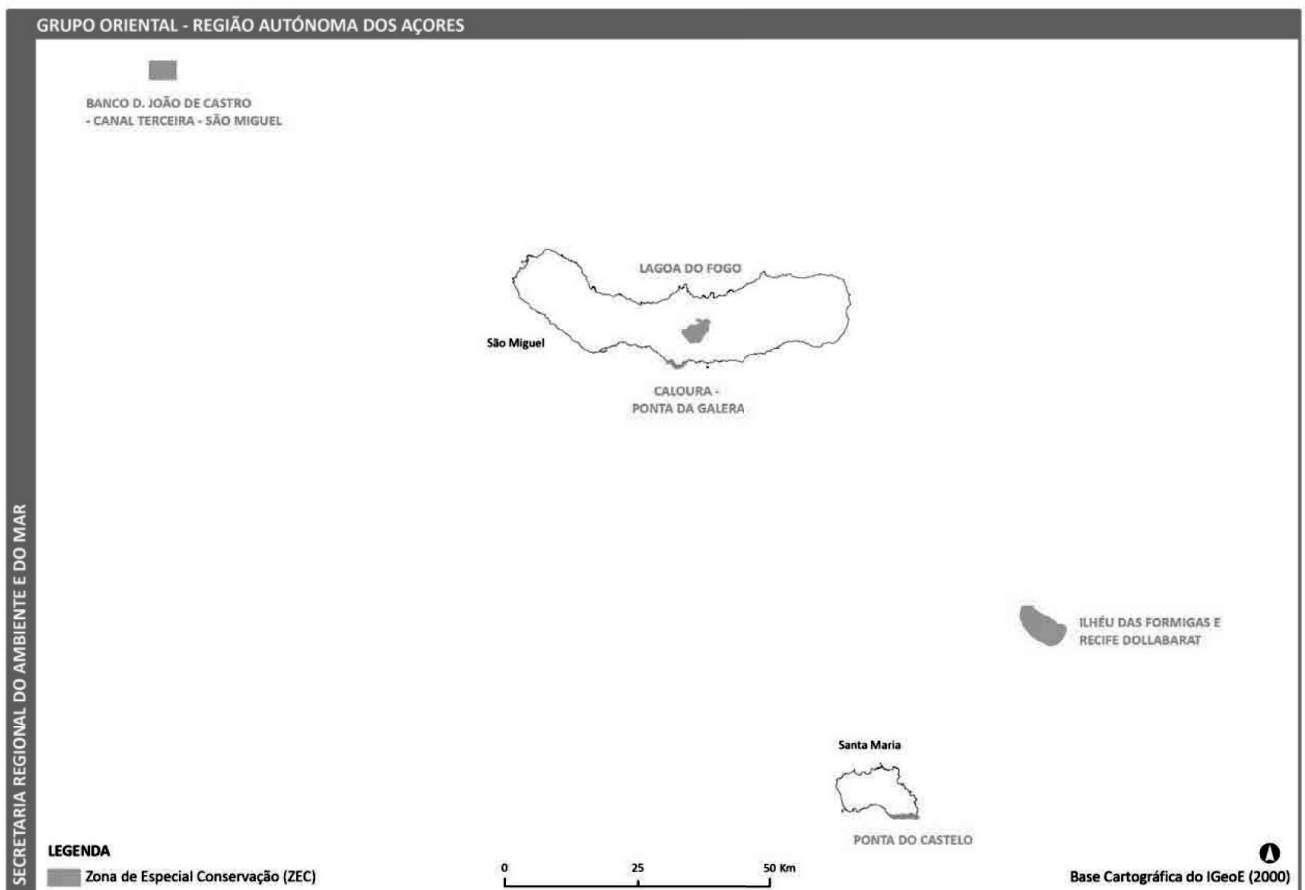 GRUPO ORIENTAL - REGIÃO AUTÓNOMA DOS AÇORES
BANCO D. JOÃO DE CASTRO
- CANAL TERCEIRA - SÃO MIGUEL
LAGOA DO FOGO
São Miguel
CALOURA -
PONTA DA GALERA
SECRETARIA REGIONAL DO AMBIENTE E DO MAR
ILHÉU DAS FORMIGAS E
RECIFE DOLLABARAT
Santa Maria
PONTA DO CASTELO
LEGENDA
Zona de Especial Conservação (ZEC)
0 25 50 Km
Base Cartográfica do IGeoE (2000)